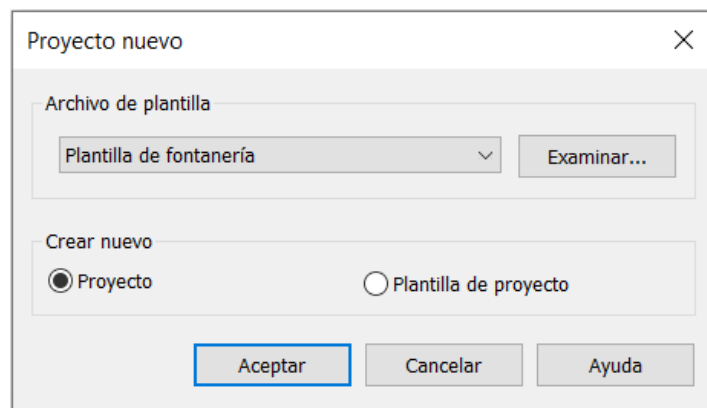 Proyecto nuevo
Archivo de plantilla
Plantilla de fontanería
Examinar...
Crear nuevo
Proyecto
Plantilla de proyecto
Aceptar
Cancelar
Ayuda